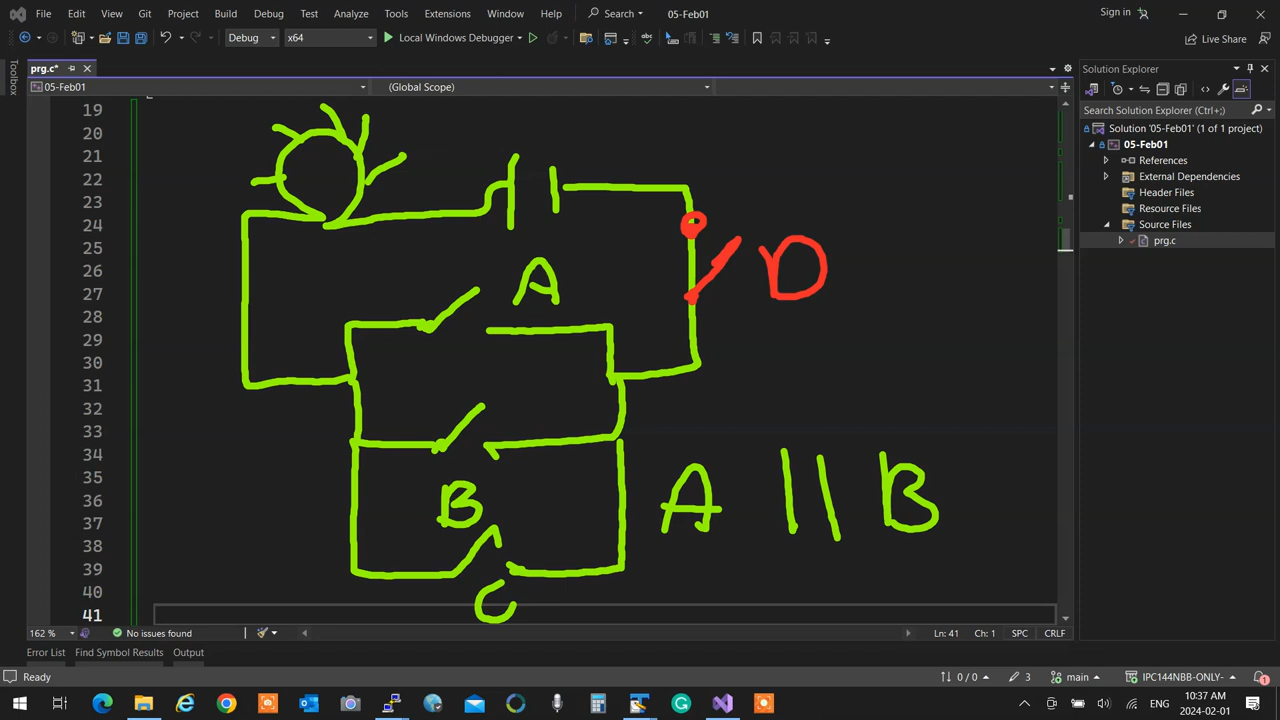 File Edit View Git Project Build Debug Test Analyze Tools Extensions Window Help Search 05-Feb01 Sign in
Debug x64 Local Windows Debugger Live Share
Toolbox
prg.c* Solution Explorer
05-Feb01 (Global Scope)
Search Solution Explorer (Ctrl+;)
Solution '05-Feb01' (1 of 1 project)
05-Feb01
References
External Dependencies
Header Files
Resource Files
Source Files
prg.c
19
20
21
22
23
24
25
26
27
28
29
30
31
32
33
34
35
36
37
38
39
40
41
D
A
B
A || B
C
162 % No issues found Ln: 41 Ch: 1 SPC CRLF
Error List Find Symbol Results Output
Ready 0 / 0 3 main IPC144NBB-ONLY- 1
ENG 10:37 AM
2024-02-01